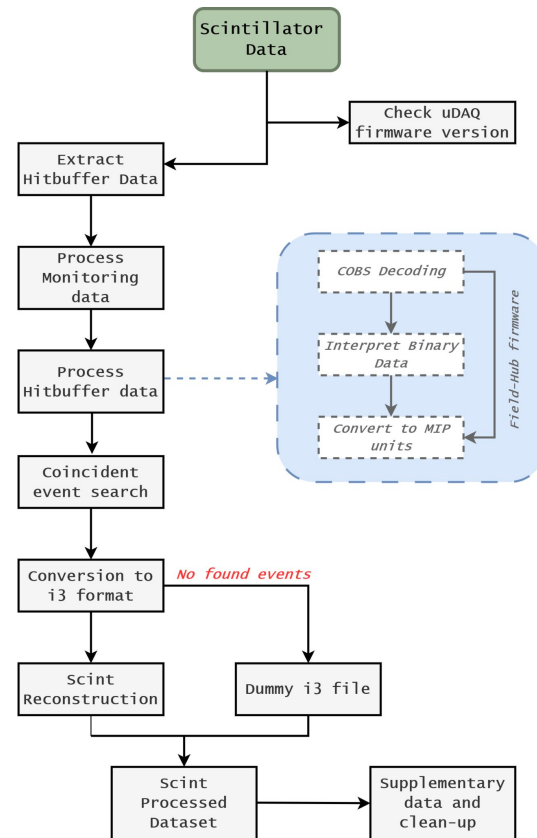 Scintillator
Data
Check uDAQ
firmware version
Extract
Hitbuffer Data
Process
Monitoring
data
COBS Decoding
Interpret Binary
Data
Convert to MIP
units
Field-Hub firmware
Process
Hitbuffer data
Coincident
event search
Conversion to
i3 format
No found events
Scint
Reconstruction
Dummy i3 file
Scint
Processed
Dataset
Supplementary
data and
clean-up